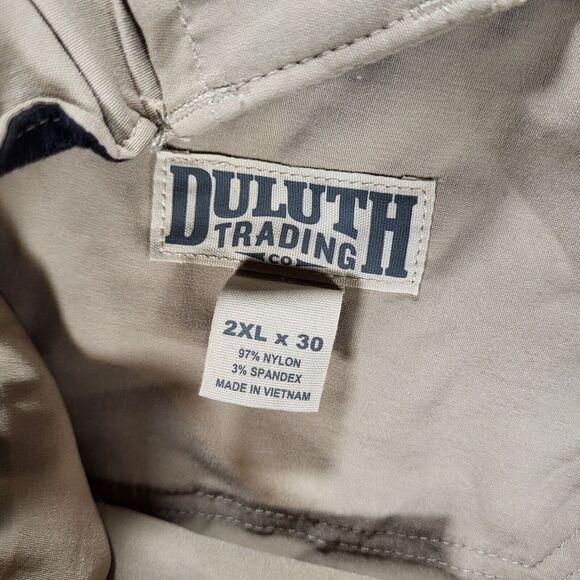 DULUTH
TRADING
CO
2XL x 30
97% NYLON
3% SPANDEX
MADE IN VIETNAM